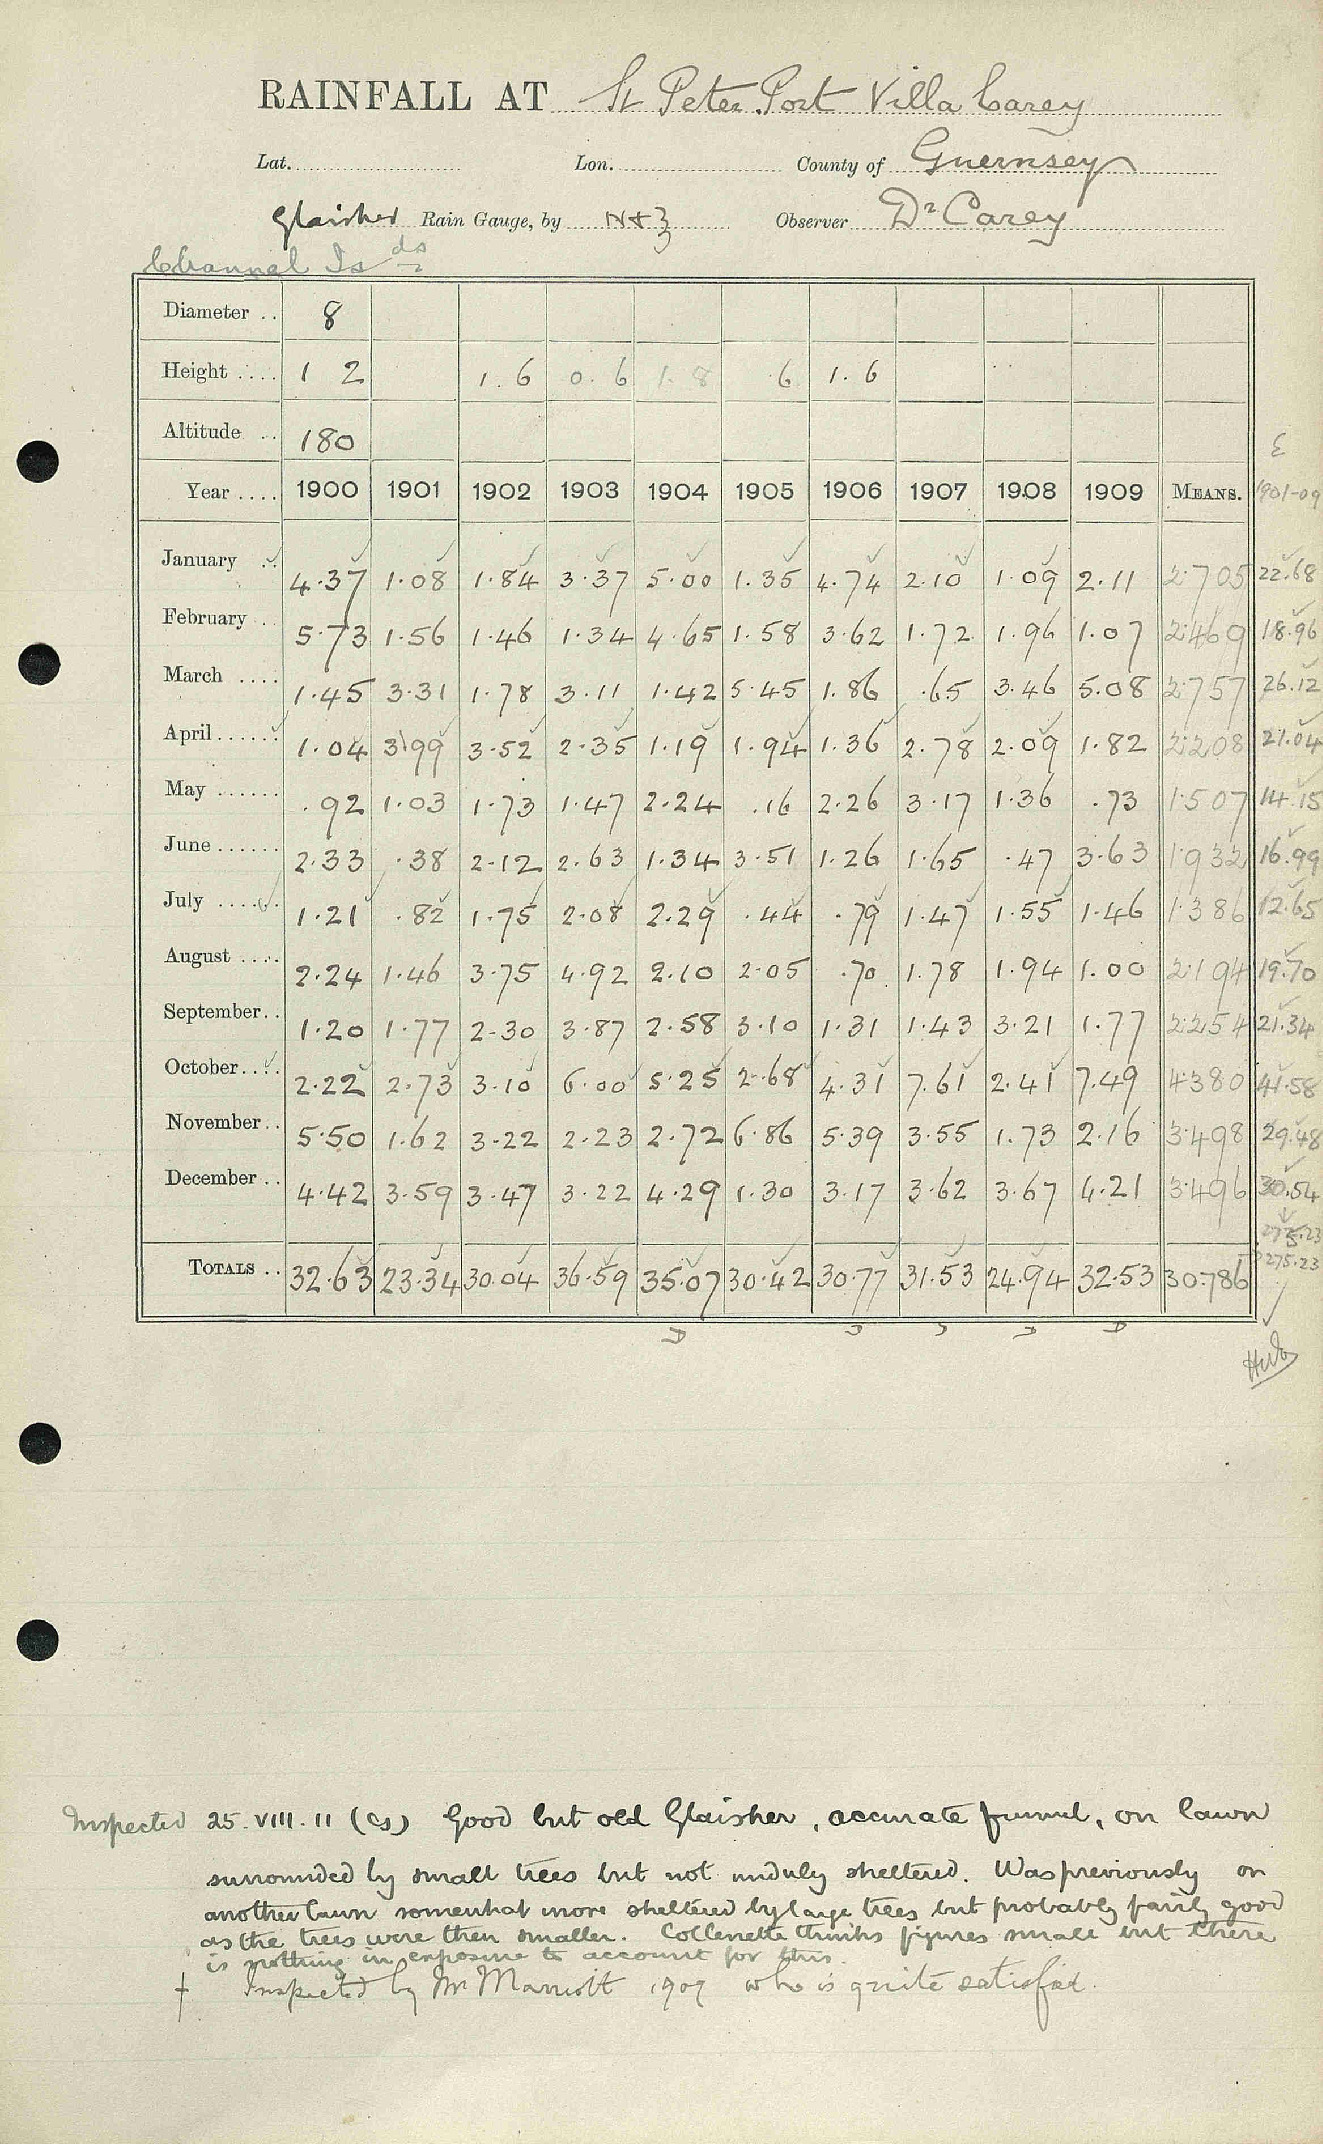 RAINFALL AT St Peter Port Villa Carey
Lat. Lon. County of Guernsey
Glaisher Rain Gauge, by N&Z Observer Dr Carey
Channel Is ds
Diameter .. 8
Height .... 1 2 1. 6 0. 6 1. 8 6 1. 6
Altitude .. 180
Year .... 1900 1901 1902 1903 1904 1905 1906 1907 1908 1909 MEANS. Σ 1901-09
January 4.37 1.08 1.84 3.37 5.00 1.35 4.74 2.10 1.09 2.11 2.705 22.68
February 5.73 1.56 1.46 1.34 4.65 1.58 3.62 1.72 1.96 1.07 2.469 18.96
March .... 1.45 3.31 1.78 3.11 1.42 5.45 1.86 .65 3.46 5.08 2.757 26.12
April ...... 1.04 3.99 3.52 2.35 1.19 1.94 1.36 2.78 2.09 1.82 2.208 21.04
May ...... .92 1.03 1.73 1.47 2.24 .16 2.26 3.17 1.36 .73 1.507 14.15
June ...... 2.33 .38 2.12 2.63 1.34 3.51 1.26 1.65 .47 3.63 1.932 16.99
July ...... 1.21 .82 1.75 2.08 2.29 .44 .79 1.47 1.55 1.46 1.386 12.65
August .... 2.24 1.46 3.75 4.92 2.10 2.05 .70 1.78 1.94 1.00 2.194 19.70
September.. 1.20 1.77 2.30 3.87 2.58 3.10 1.31 1.43 3.21 1.77 2.254 21.34
October.... 2.22 2.73 3.10 6.00 5.25 2.68 4.31 7.61 2.41 7.49 4.380 41.58
November.. 5.50 1.62 3.22 2.23 2.72 6.86 5.39 3.55 1.73 2.16 3.498 29.48
December .. 4.42 3.59 3.47 3.22 4.29 1.30 3.17 3.62 3.67 4.21 3.496 30.54
275.23
TOTALS .. 32.63 23.34 30.04 36.59 35.07 30.42 30.77 31.53 24.94 32.53 30.786 275.23
Inspected 25. VIII. 11 (CS) Good but old Glaisher, accurate funnel, on lawn
surrounded by small trees but not unduly sheltered. Was previously on
another lawn somewhat more sheltered by large trees but probably fairly good
as the trees were then smaller. Collenette thinks figures small but there
is nothing in exposure to account for this.
† Inspected by Mr Marriott 1909 who is quite satisfied.